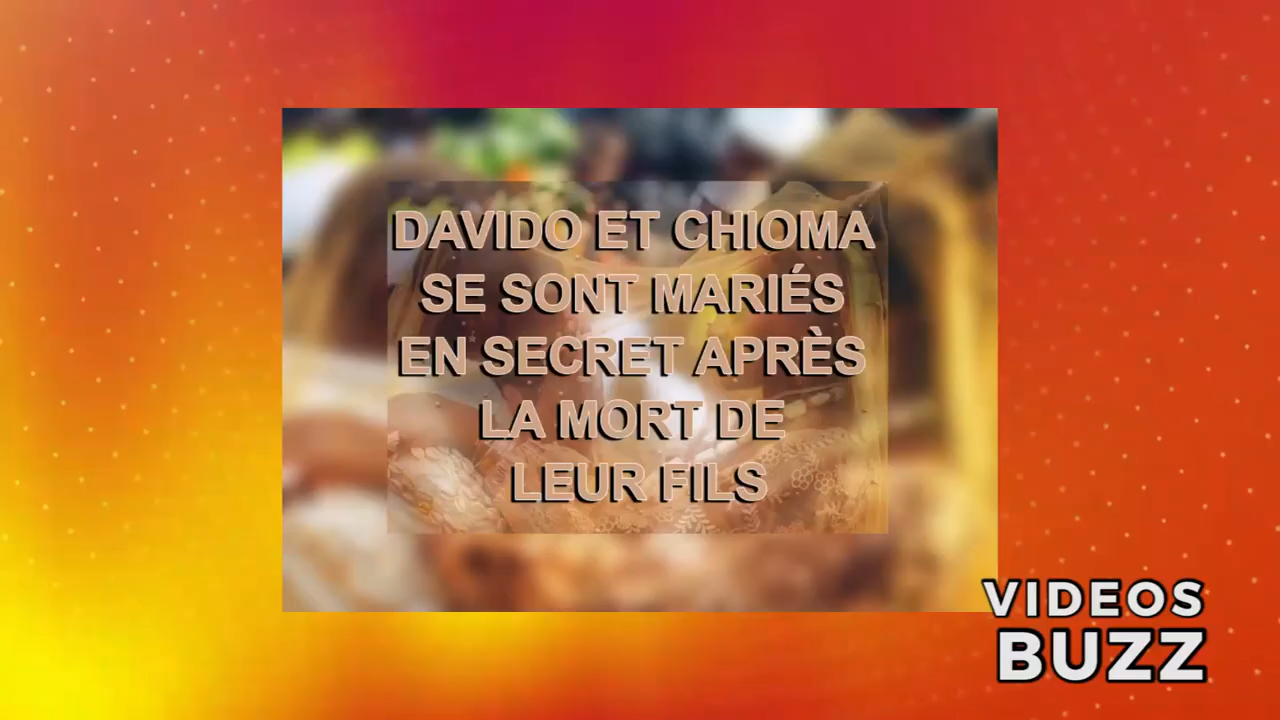 DAVIDO ET CHIOMA
SE SONT MARIÉS
EN SECRET APRÈS
LA MORT DE
LEUR FILS
VIDEOS
BUZZ